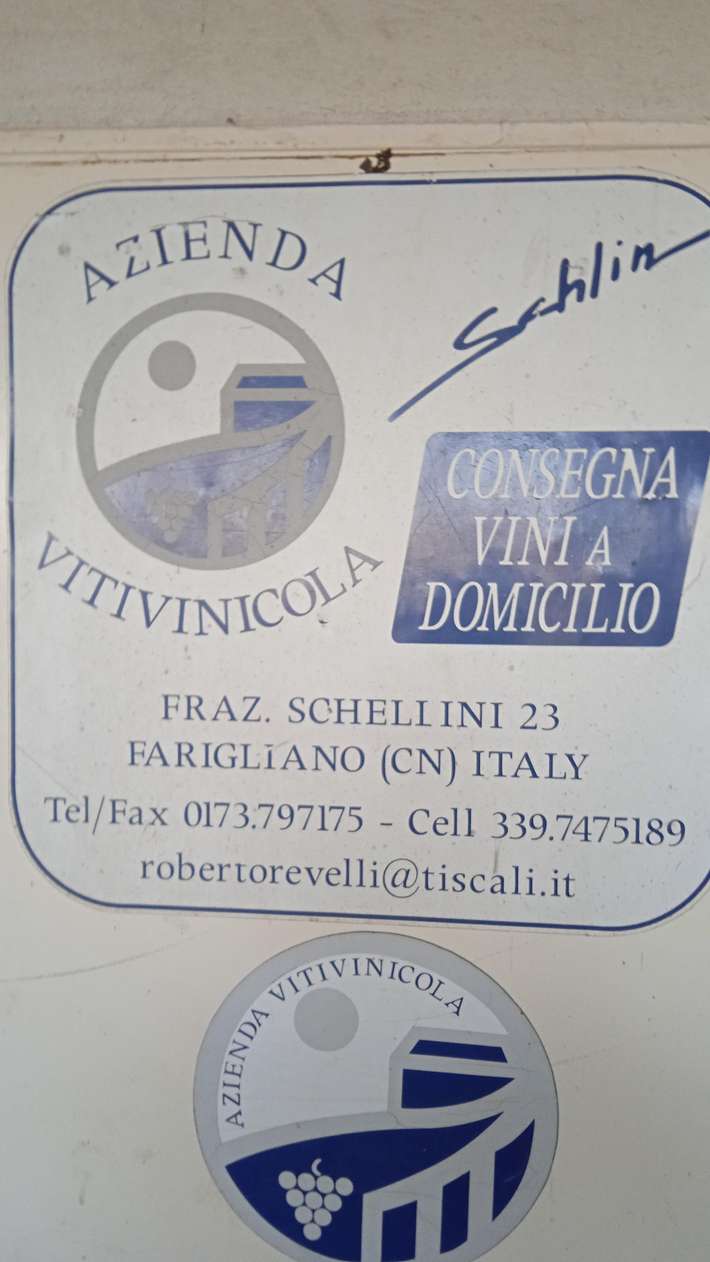 AZIENDA
VITIVINICOLA
CONSEGNA
VINI A
DOMICILIO
FRAZ. SCHELLINI 23
FARIGLIANO (CN) ITALY
Tel/Fax 0173.797175 - Cell 339.7475189
robertorevelli@tiscali.it
AZIENDA VITIVINICOLA